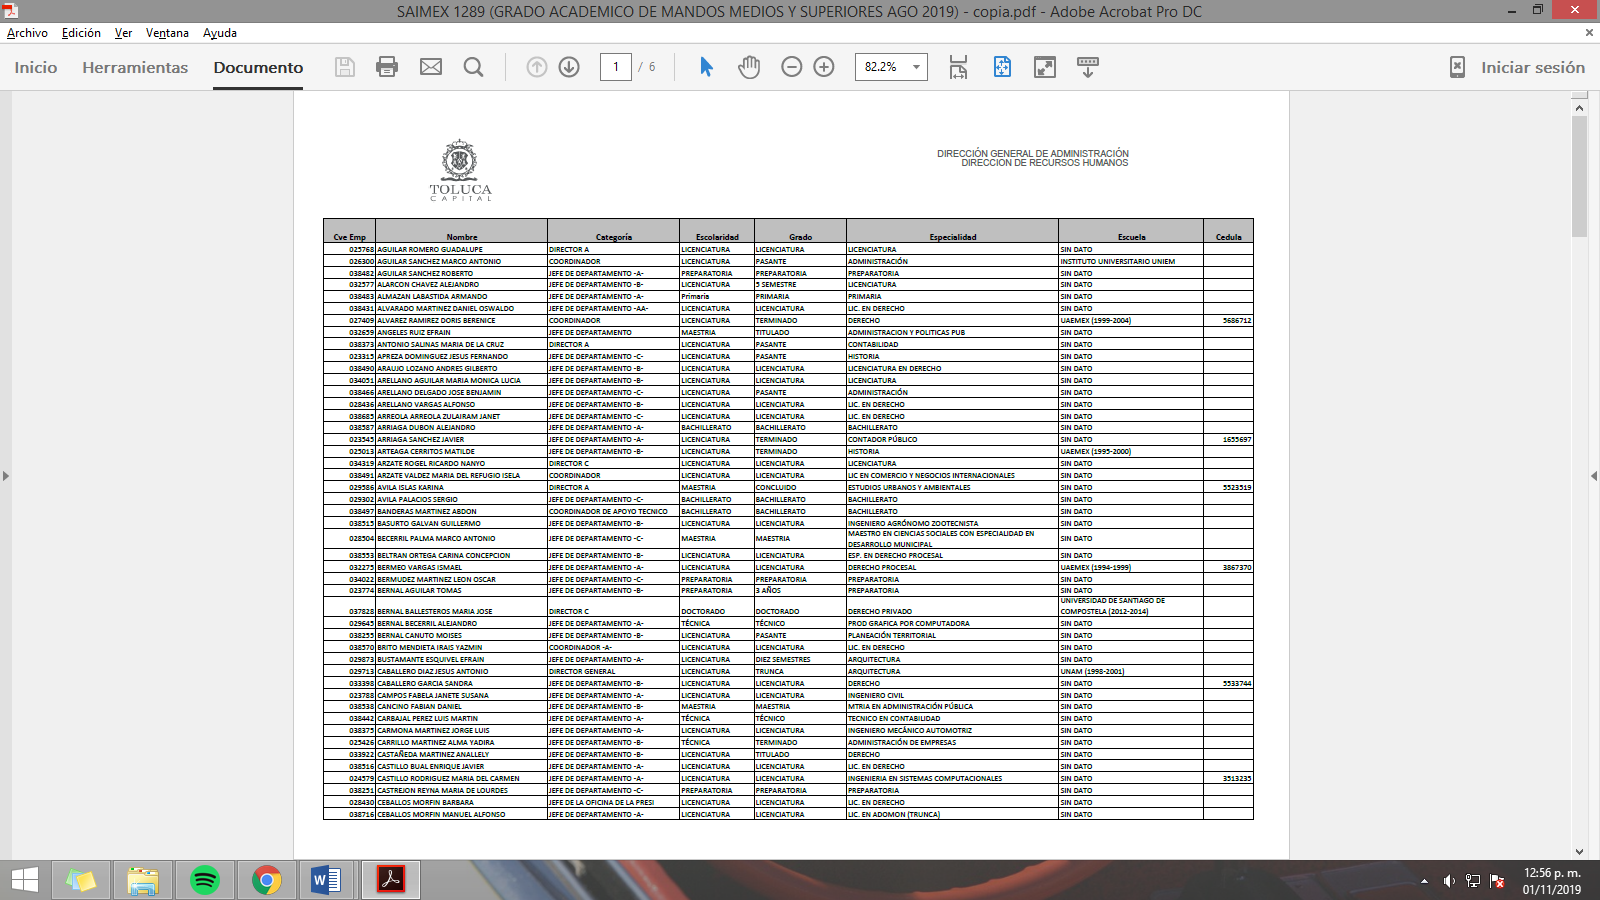 SAIMEX 1289 (GRADO ACADEMICO DE MANDOS MEDIOS Y SUPERIORES AGO 2019) - copia.pdf - Adobe Acrobat Pro DC
Archivo Edición Ver Ventana Ayuda
Inicio Herramientas Documento 1 / 6 82.2% Iniciar sesión
DIRECCIÓN GENERAL DE ADMINISTRACIÓN
DIRECCION DE RECURSOS HUMANOS
TOLUCA
CAPITAL
Cve Emp Nombre Categoría Escolaridad Grado Especialidad Escuela Cedula
025768 AGUILAR ROMERO GUADALUPE DIRECTOR A LICENCIATURA LICENCIATURA LICENCIATURA SIN DATO
026300 AGUILAR SANCHEZ MARCO ANTONIO COORDINADOR LICENCIATURA PASANTE ADMINISTRACIÓN INSTITUTO UNIVERSITARIO UNIEM
038482 AGUILAR SANCHEZ ROBERTO JEFE DE DEPARTAMENTO -A- PREPARATORIA PREPARATORIA PREPARATORIA SIN DATO
032577 ALARCON CHAVEZ ALEJANDRO JEFE DE DEPARTAMENTO -B- LICENCIATURA 5 SEMESTRE LICENCIATURA SIN DATO
038483 ALMAZAN LABASTIDA ARMANDO JEFE DE DEPARTAMENTO -A- Primaria PRIMARIA PRIMARIA SIN DATO
038431 ALVARADO MARTINEZ DANIEL OSWALDO JEFE DE DEPARTAMENTO -AA- LICENCIATURA LICENCIATURA LIC. EN DERECHO SIN DATO
027409 ALVAREZ RAMIREZ DORIS BERENICE COORDINADOR LICENCIATURA TERMINADO DERECHO UAEMEX (1999-2004) 5686712
032659 ANGELES RUIZ EFRAIN JEFE DE DEPARTAMENTO MAESTRIA TITULADO ADMINISTRACION Y POLITICAS PUB SIN DATO
038373 ANTONIO SALINAS MARIA DE LA CRUZ DIRECTOR A LICENCIATURA PASANTE CONTABILIDAD SIN DATO
023315 APREZA DOMINGUEZ JESUS FERNANDO JEFE DE DEPARTAMENTO -C- LICENCIATURA PASANTE HISTORIA SIN DATO
038490 ARAUJO LOZANO ANDRES GILBERTO JEFE DE DEPARTAMENTO -B- LICENCIATURA LICENCIATURA LICENCIATURA EN DERECHO SIN DATO
034051 ARELLANO AGUILAR MARIA MONICA LUCIA JEFE DE DEPARTAMENTO -B- LICENCIATURA LICENCIATURA LICENCIATURA SIN DATO
038466 ARELLANO DELGADO JOSE BENJAMIN JEFE DE DEPARTAMENTO -C- LICENCIATURA PASANTE ADMINISTRACIÓN SIN DATO
028436 ARELLANO VARGAS ALFONSO JEFE DE DEPARTAMENTO -B- LICENCIATURA LICENCIATURA LIC. EN DERECHO SIN DATO
038685 ARREOLA ARREOLA ZULAIRAM JANET JEFE DE DEPARTAMENTO -C- LICENCIATURA LICENCIATURA LIC. EN DERECHO SIN DATO
038587 ARRIAGA DUBON ALEJANDRO JEFE DE DEPARTAMENTO -A- BACHILLERATO BACHILLERATO BACHILLERATO SIN DATO
023545 ARRIAGA SANCHEZ JAVIER JEFE DE DEPARTAMENTO -A- LICENCIATURA TERMINADO CONTADOR PÚBLICO SIN DATO 1655697
025013 ARTEAGA CERRITOS MATILDE JEFE DE DEPARTAMENTO -B- LICENCIATURA TERMINADO HISTORIA UAEMEX (1995-2000)
034319 ARZATE ROGEL RICARDO NANYO DIRECTOR C LICENCIATURA LICENCIATURA LICENCIATURA SIN DATO
038491 ARZATE VALDEZ MARIA DEL REFUGIO ISELA COORDINADOR LICENCIATURA LICENCIATURA LIC EN COMERCIO Y NEGOCIOS INTERNACIONALES SIN DATO
029586 AVILA ISLAS KARINA DIRECTOR A MAESTRIA CONCLUIDO ESTUDIOS URBANOS Y AMBIENTALES SIN DATO 5523519
029302 AVILA PALACIOS SERGIO JEFE DE DEPARTAMENTO -C- BACHILLERATO BACHILLERATO BACHILLERATO SIN DATO
038497 BANDERAS MARTINEZ ABDON COORDINADOR DE APOYO TECNICO BACHILLERATO BACHILLERATO BACHILLERATO SIN DATO
038515 BASURTO GALVAN GUILLERMO JEFE DE DEPARTAMENTO -B- LICENCIATURA LICENCIATURA INGENIERO AGRÓNOMO ZOOTECNISTA SIN DATO
028504 BECERRIL PALMA MARCO ANTONIO JEFE DE DEPARTAMENTO -C- MAESTRIA MAESTRIA MAESTRO EN CIENCIAS SOCIALES CON ESPECIALIDAD EN DESARROLLO MUNICIPAL SIN DATO
038553 BELTRAN ORTEGA CARINA CONCEPCION JEFE DE DEPARTAMENTO -B- LICENCIATURA LICENCIATURA ESP. EN DERECHO PROCESAL SIN DATO
032275 BERMEO VARGAS ISMAEL JEFE DE DEPARTAMENTO -A- LICENCIATURA LICENCIATURA DERECHO PROCESAL UAEMEX (1994-1999) 3867370
034022 BERMUDEZ MARTINEZ LEON OSCAR JEFE DE DEPARTAMENTO -C- PREPARATORIA PREPARATORIA PREPARATORIA SIN DATO
023774 BERNAL AGUILAR TOMAS JEFE DE DEPARTAMENTO -B- PREPARATORIA 3 AÑOS PREPARATORIA SIN DATO
037828 BERNAL BALLESTEROS MARIA JOSE DIRECTOR C DOCTORADO DOCTORADO DERECHO PRIVADO UNIVERSIDAD DE SANTIAGO DE COMPOSTELA (2012-2014)
029645 BERNAL BECERRIL ALEJANDRO JEFE DE DEPARTAMENTO -A- TÉCNICA TÉCNICO PROD GRAFICA POR COMPUTADORA SIN DATO
038255 BERNAL CANUTO MOISES JEFE DE DEPARTAMENTO -B- LICENCIATURA PASANTE PLANEACIÓN TERRITORIAL SIN DATO
038570 BRITO MENDIETA IRAIS YAZMIN COORDINADOR -A- LICENCIATURA LICENCIATURA LIC. EN DERECHO SIN DATO
029873 BUSTAMANTE ESQUIVEL EFRAIN JEFE DE DEPARTAMENTO -A- LICENCIATURA DIEZ SEMESTRES ARQUITECTURA SIN DATO
029713 CABALLERO DIAZ JESUS ANTONIO DIRECTOR GENERAL LICENCIATURA TRUNCA ARQUITECTURA UNAM (1998-2001)
033398 CABALLERO GARCIA SANDRA JEFE DE DEPARTAMENTO -B- LICENCIATURA LICENCIATURA DERECHO SIN DATO 5533744
023788 CAMPOS FABELA JANETE SUSANA JEFE DE DEPARTAMENTO -A- LICENCIATURA LICENCIATURA INGENIERO CIVIL SIN DATO
038538 CANCINO FABIAN DANIEL JEFE DE DEPARTAMENTO -B- MAESTRIA MAESTRIA MTRIA EN ADMINISTRACIÓN PÚBLICA SIN DATO
038442 CARBAJAL PEREZ LUIS MARTIN JEFE DE DEPARTAMENTO -A- TÉCNICA TÉCNICO TECNICO EN CONTABILIDAD SIN DATO
038375 CARMONA MARTINEZ JORGE LUIS JEFE DE DEPARTAMENTO -A- LICENCIATURA LICENCIATURA INGENIERO MECÁNICO AUTOMOTRIZ SIN DATO
025426 CARRILLO MARTINEZ ALMA YADIRA JEFE DE DEPARTAMENTO -B- TÉCNICA TERMINADO ADMINISTRACIÓN DE EMPRESAS SIN DATO
033922 CASTAÑEDA MARTINEZ ANALLELY JEFE DE DEPARTAMENTO -B- LICENCIATURA TITULADO DERECHO SIN DATO
038516 CASTILLO BUAL ENRIQUE JAVIER JEFE DE DEPARTAMENTO -A- LICENCIATURA LICENCIATURA LIC. EN DERECHO SIN DATO
024579 CASTILLO RODRIGUEZ MARIA DEL CARMEN JEFE DE DEPARTAMENTO -A- LICENCIATURA LICENCIATURA INGENIERIA EN SISTEMAS COMPUTACIONALES SIN DATO 3513235
038251 CASTREJON REYNA MARIA DE LOURDES JEFE DE DEPARTAMENTO -C- PREPARATORIA PREPARATORIA PREPARATORIA SIN DATO
028430 CEBALLOS MORFIN BARBARA JEFE DE LA OFICINA DE LA PRESI LICENCIATURA LICENCIATURA LIC. EN DERECHO SIN DATO
038716 CEBALLOS MORFIN MANUEL ALFONSO JEFE DE DEPARTAMENTO -A- LICENCIATURA LICENCIATURA LIC. EN ADOMON (TRUNCA) SIN DATO
12:56 p. m.
01/11/2019